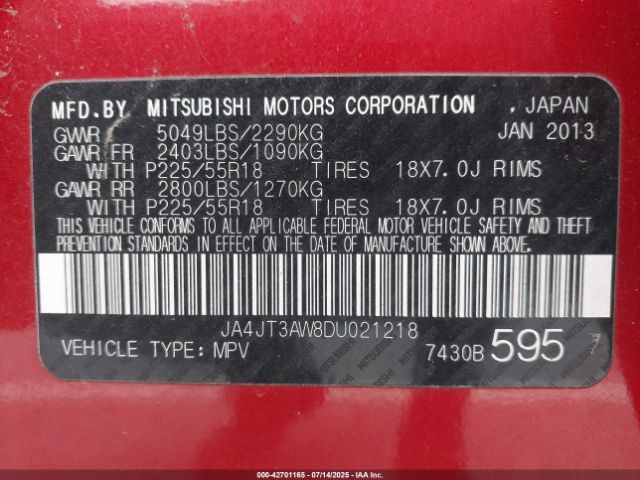 MFD.BY MITSUBISHI MOTORS CORPORATION , JAPAN
GVWR 5049LBS/2290KG JAN 2013
GAWR FR 2403LBS/1090KG
WITH P225/55R18 TIRES 18X7.0J RIMS
GAWR RR 2800LBS/1270KG
WITH P225/55R18 TIRES 18X7.0J RIMS
THIS VEHICLE CONFORMS TO ALL APPLICABLE FEDERAL MOTOR VEHICLE SAFETY AND THEFT
PREVENTION STANDARDS IN EFFECT ON THE DATE OF MANUFACTURE SHOWN ABOVE.
JA4JT3AW8DU021218
VEHICLE TYPE: MPV 7430B 595
000-42701165 - 07/14/2025 - IAA Inc.